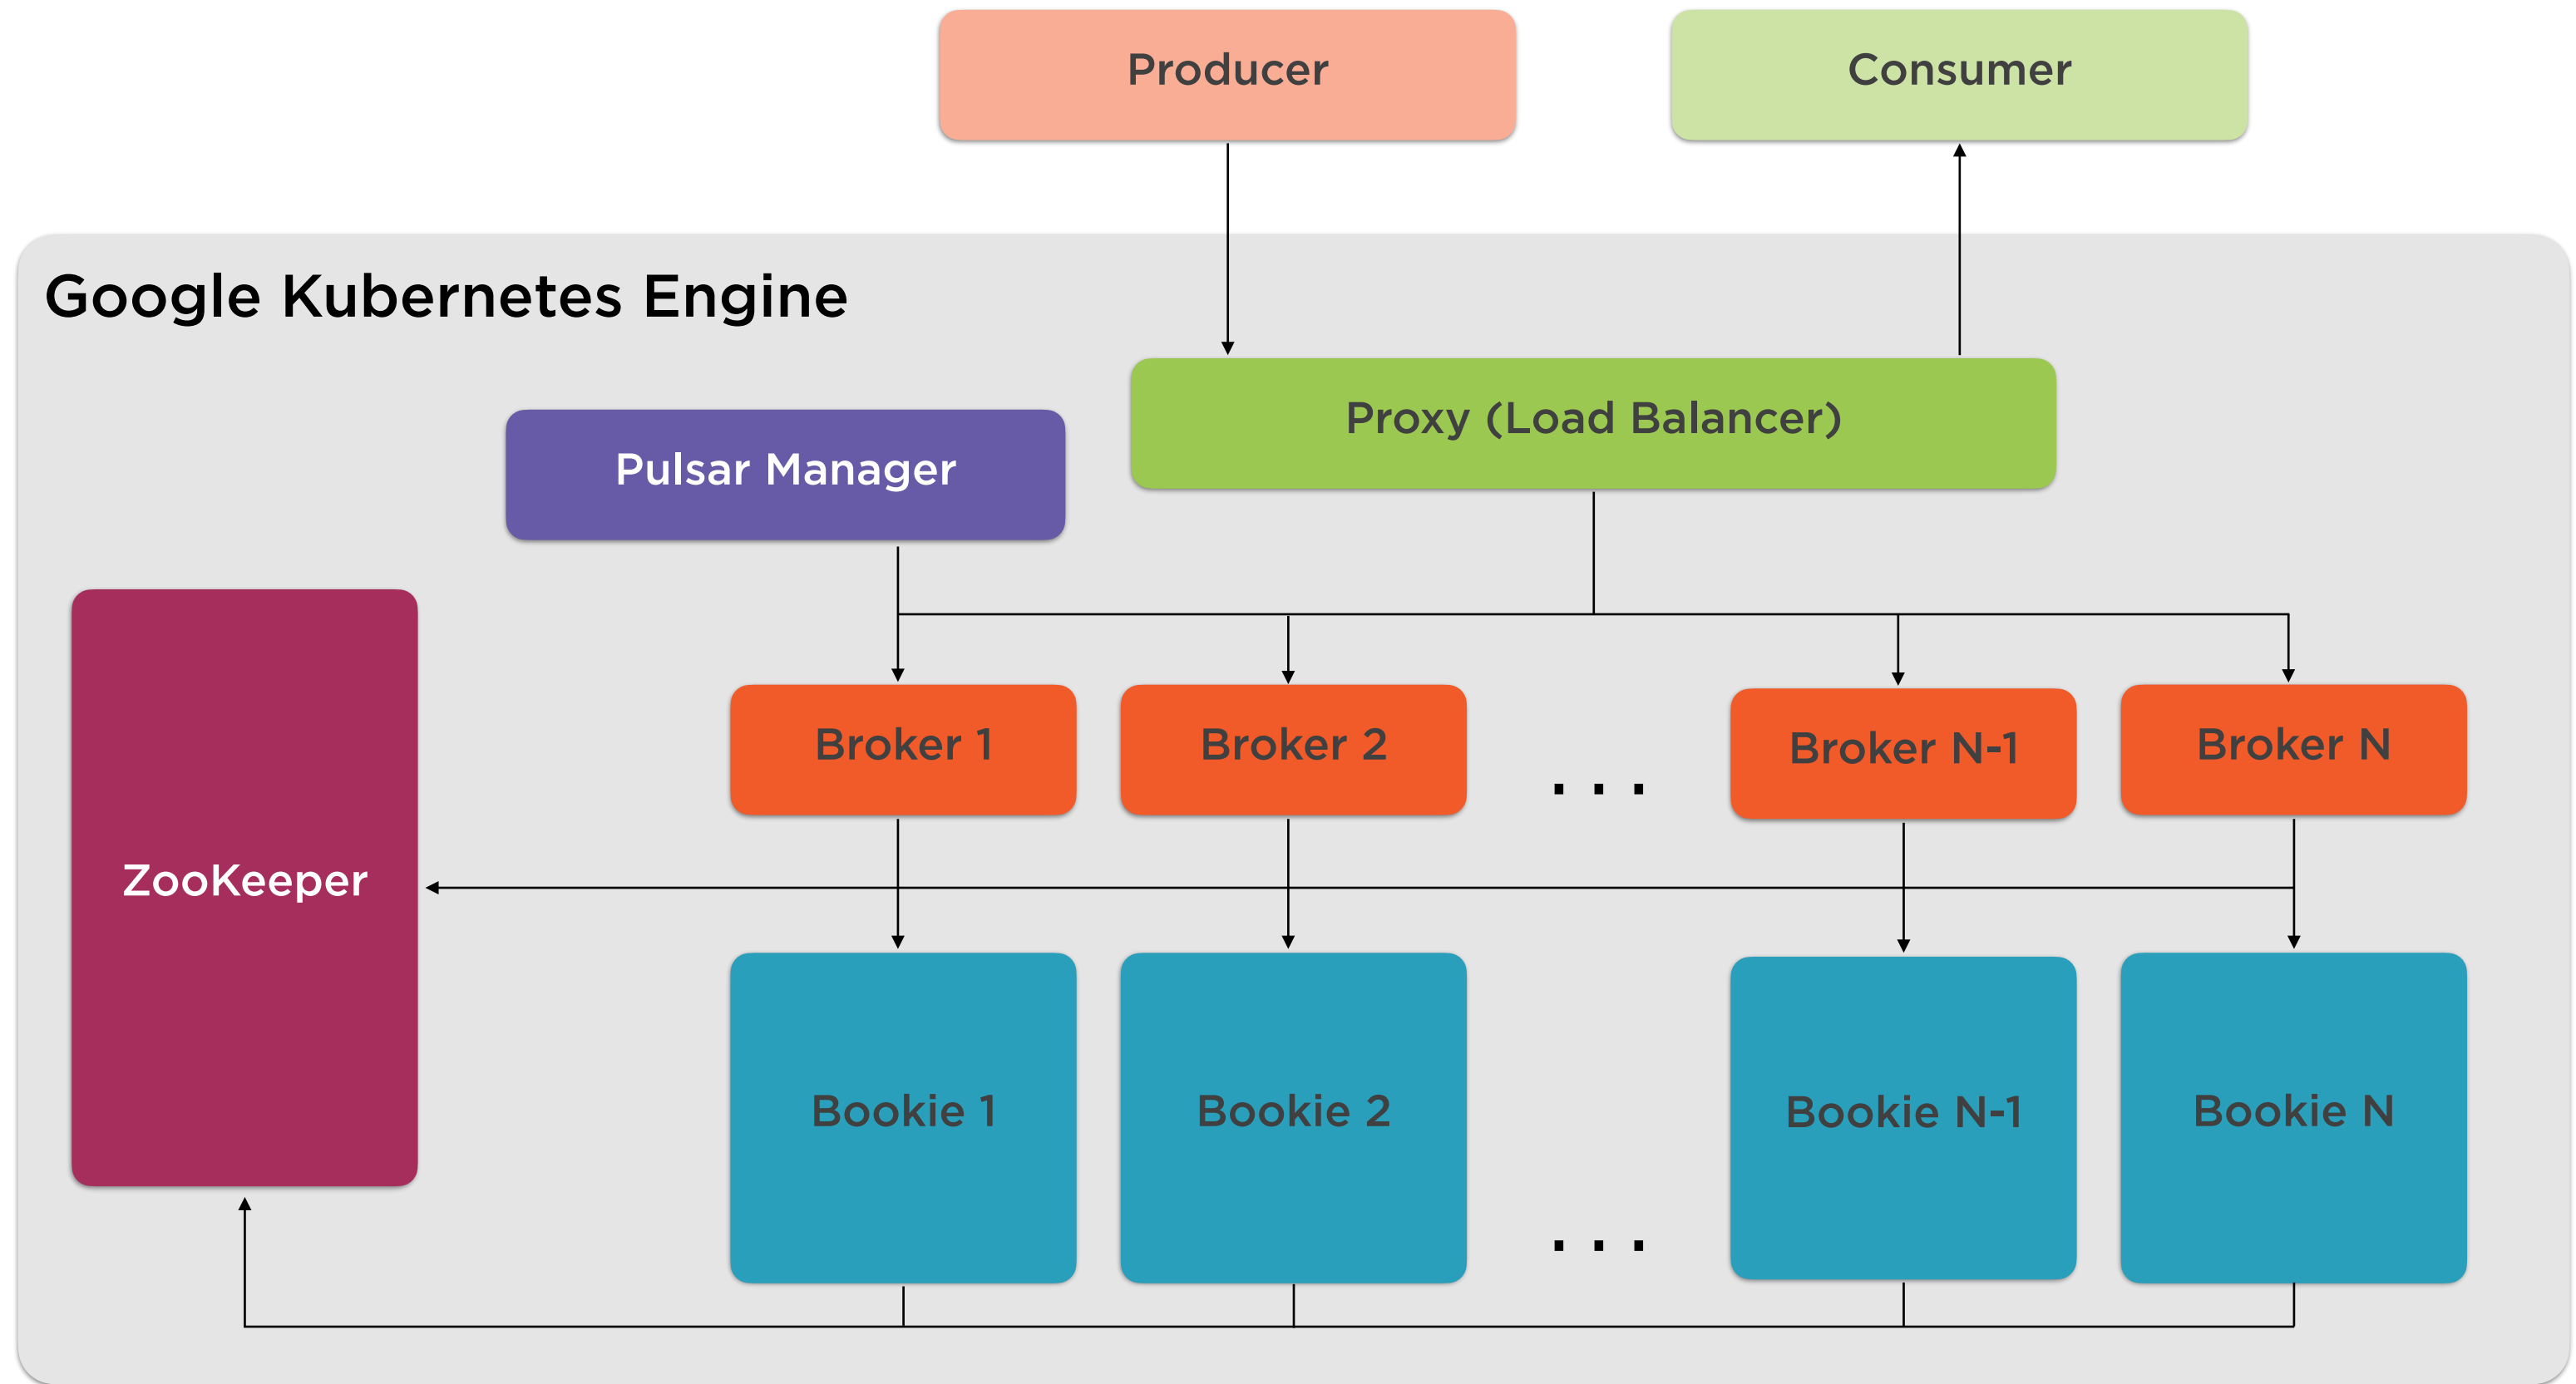 Producer
Consumer
Google Kubernetes Engine
Proxy (Load Balancer)
Pulsar Manager
ZooKeeper
Broker 1
Broker 2
. . .
Broker N-1
Broker N
Bookie 1
Bookie 2
. . .
Bookie N-1
Bookie N